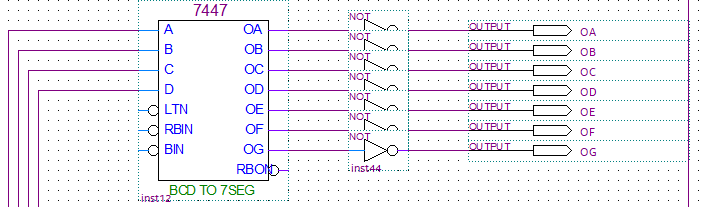 7447
A OA NOT OUTPUT OA
B OB NOT OUTPUT OB
C OC NOT OUTPUT OC
D OD NOT OUTPUT OD
LTN OE NOT OUTPUT OE
RBIN OF NOT OUTPUT OF
BIN OG NOT OUTPUT OG
RBON inst44
BCD TO 7SEG
inst12